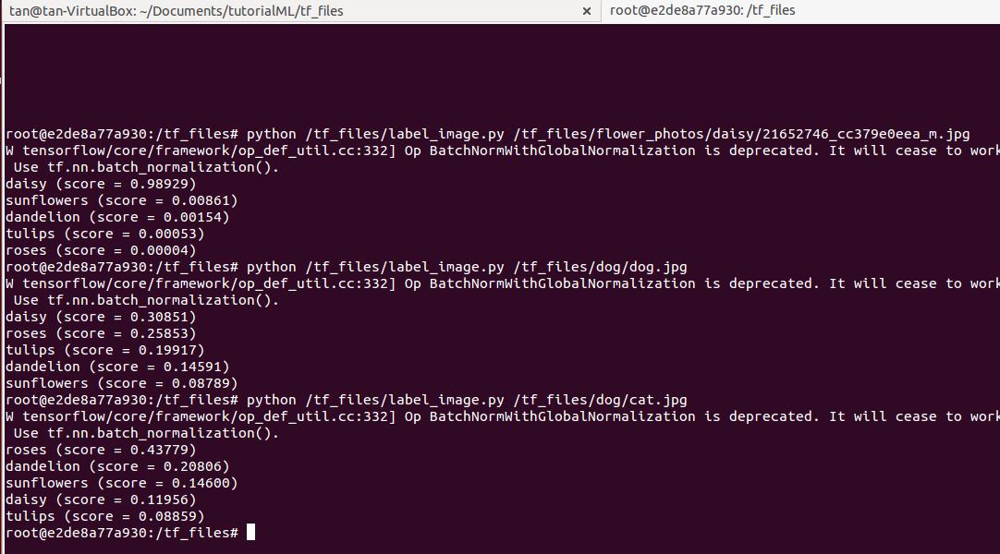 tan@tan-VirtualBox: ~/Documents/tutorialML/tf_files × root@e2de8a77a930: /tf_files
root@e2de8a77a930:/tf_files# python /tf_files/label_image.py /tf_files/flower_photos/daisy/21652746_cc379e0eea_m.jpg
W tensorflow/core/framework/op_def_util.cc:332] Op BatchNormWithGlobalNormalization is deprecated. It will cease to work
Use tf.nn.batch_normalization().
daisy (score = 0.98929)
sunflowers (score = 0.00861)
dandelion (score = 0.00154)
tulips (score = 0.00053)
roses (score = 0.00004)
root@e2de8a77a930:/tf_files# python /tf_files/label_image.py /tf_files/dog/dog.jpg
W tensorflow/core/framework/op_def_util.cc:332] Op BatchNormWithGlobalNormalization is deprecated. It will cease to work
Use tf.nn.batch_normalization().
daisy (score = 0.30851)
roses (score = 0.25853)
tulips (score = 0.19917)
dandelion (score = 0.14591)
sunflowers (score = 0.08789)
root@e2de8a77a930:/tf_files# python /tf_files/label_image.py /tf_files/dog/cat.jpg
W tensorflow/core/framework/op_def_util.cc:332] Op BatchNormWithGlobalNormalization is deprecated. It will cease to work
Use tf.nn.batch_normalization().
roses (score = 0.43779)
dandelion (score = 0.20806)
sunflowers (score = 0.14600)
daisy (score = 0.11956)
tulips (score = 0.08859)
root@e2de8a77a930:/tf_files#